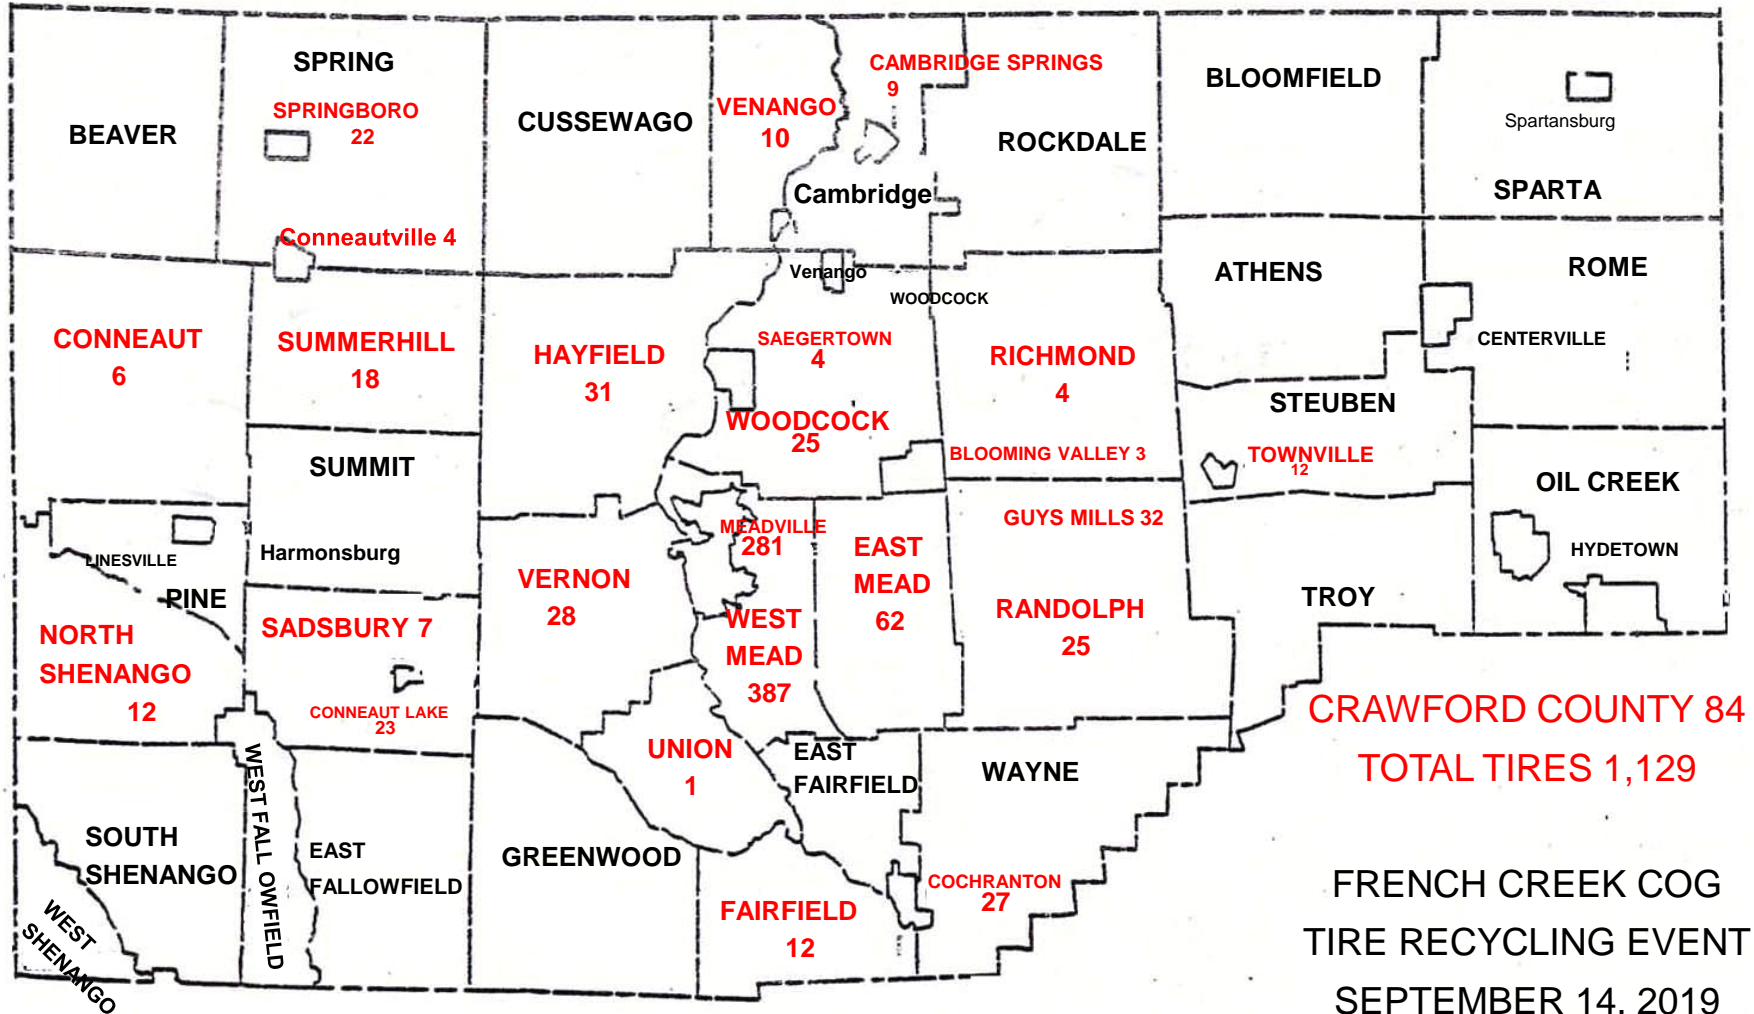 SPRING
SPRINGBORO
22
BEAVER
CUSSEWAGO
VENANGO
10
CAMBRIDGE SPRINGS
9
Cambridge
ROCKDALE
BLOOMFIELD
Spartansburg
SPARTA
Conneautville 4
CONNEAUT
6
SUMMERHILL
18
HAYFIELD
31
Venango
WOODCOCK
SAEGERTOWN
4
WOODCOCK
25
RICHMOND
4
BLOOMING VALLEY 3
ATHENS
ROME
CENTERVILLE
STEUBEN
TOWNVILLE
12
OIL CREEK
HYDETOWN
SUMMIT
Harmonsburg
LINESVILLE
PINE
NORTH
SHENANGO
12
SADSBURY 7
CONNEAUT LAKE
23
VERNON
28
MEADVILLE
281
WEST
MEAD
387
EAST
MEAD
62
GUYS MILLS 32
RANDOLPH
25
TROY
UNION
1
EAST
FAIRFIELD
WAYNE
SOUTH
SHENANGO
WEST
SHENANGO
WEST FALL OWFIELD
EAST
FALLOWFIELD
GREENWOOD
FAIRFIELD
12
COCHRANTON
27
CRAWFORD COUNTY 84
TOTAL TIRES 1,129
FRENCH CREEK COG
TIRE RECYCLING EVENT
SEPTEMBER 14, 2019